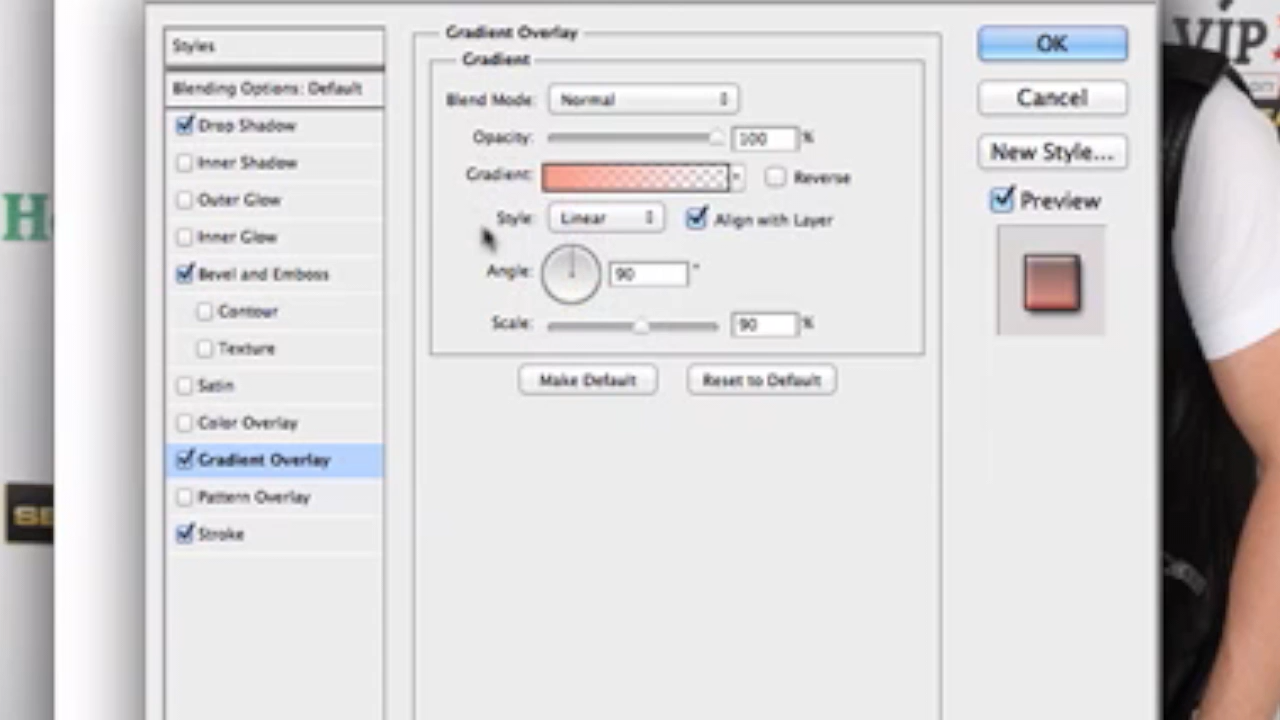 Styles
Blending Options: Default
Drop Shadow
Inner Shadow
Outer Glow
Inner Glow
Bevel and Emboss
Contour
Texture
Satin
Color Overlay
Gradient Overlay
Pattern Overlay
Stroke
Gradient Overlay
Gradient
Blend Mode: Normal
Opacity: 100 %
Gradient: Reverse
Style: Linear Align with Layer
Angle: 90 °
Scale: 90 %
Make Default Reset to Default
OK
Cancel
New Style...
Preview
VIP